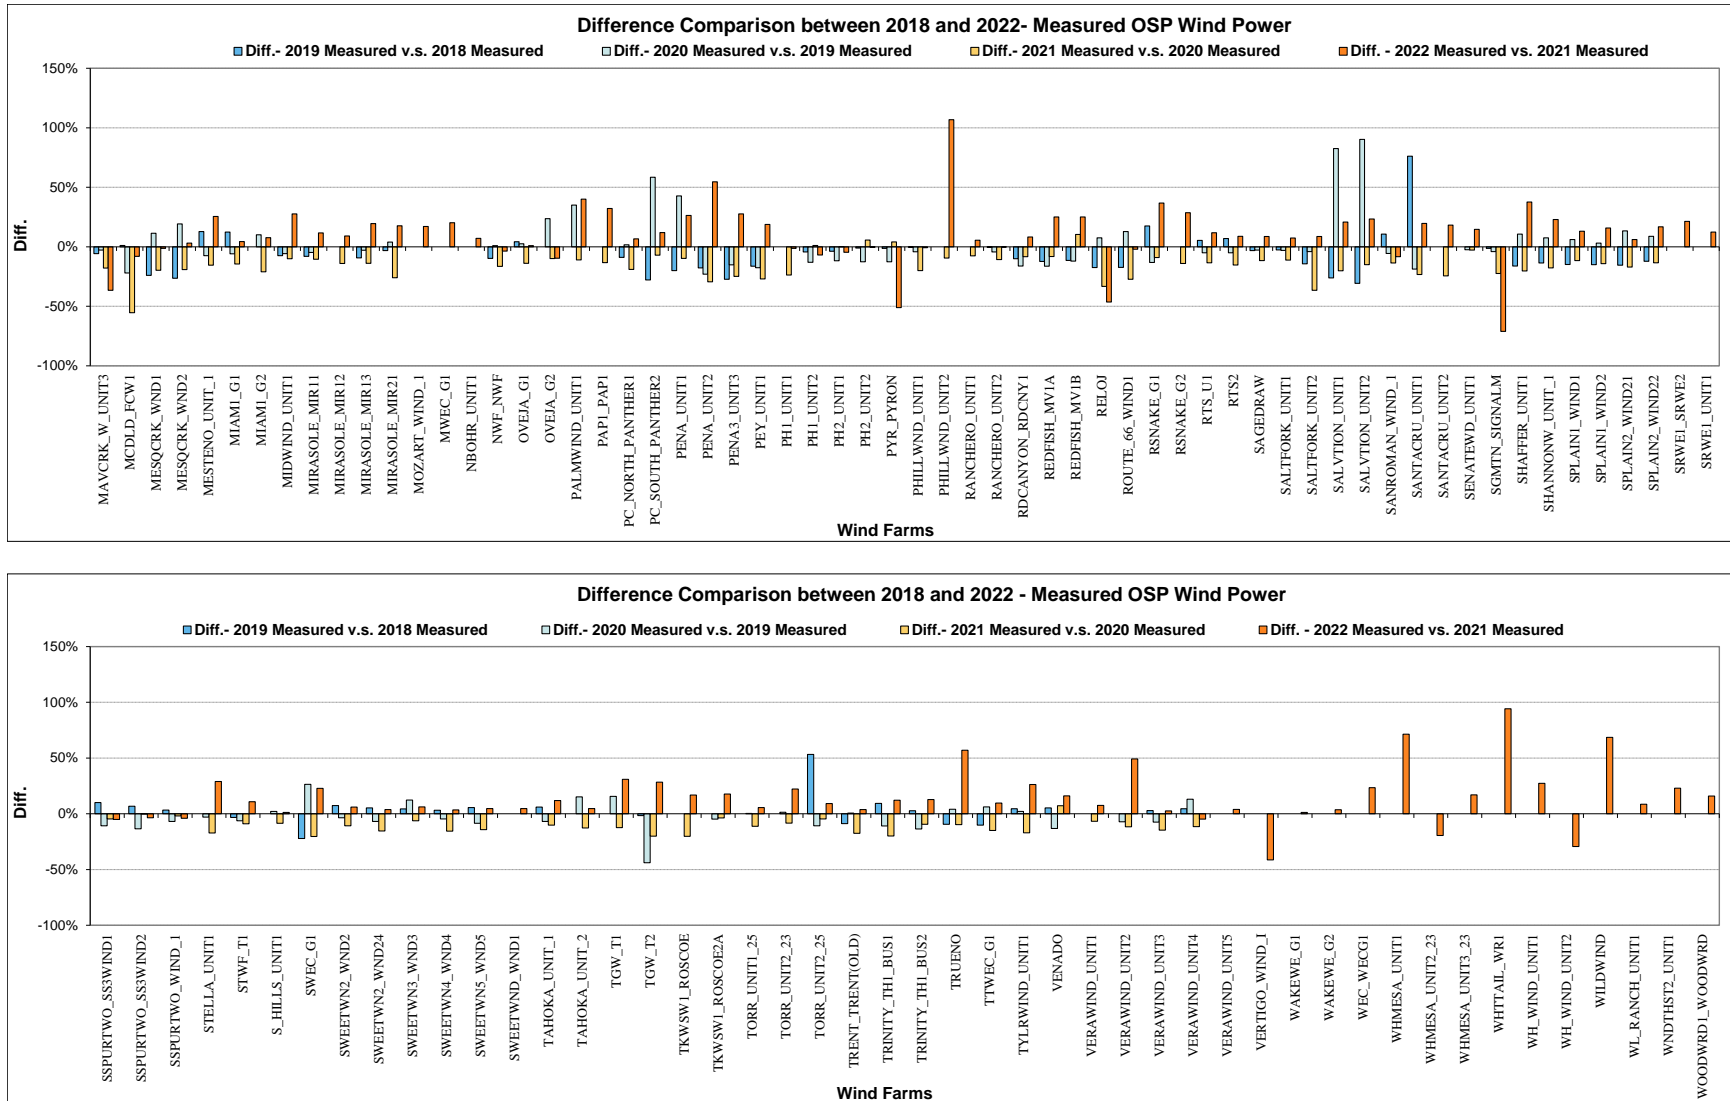 Difference Comparison between 2018 and 2022- Measured OSP Wind Power
Diff.- 2019 Measured v.s. 2018 Measured
Diff.- 2020 Measured v.s. 2019 Measured
Diff.- 2021 Measured v.s. 2020 Measured
Diff. - 2022 Measured vs. 2021 Measured
150%
100%
50%
0%
-50%
-100%
Diff.
MAVCRK_W_UNIT3
MCDLD_FCW1
MESQCRK_WND1
MESQCRK_WND2
MESTENO_UNIT_1
MIAM1_G1
MIAM1_G2
MIDWIND_UNIT1
MIRASOLE_MIR11
MIRASOLE_MIR12
MIRASOLE_MIR13
MIRASOLE_MIR21
MOZART_WIND_1
MWEC_G1
NBOHR_UNIT1
NWF_NWF
OVEJA_G1
OVEJA_G2
PALMWIND_UNIT1
PAP1_PAP1
PC_NORTH_PANTHER1
PC_SOUTH_PANTHER2
PENA_UNIT1
PENA_UNIT2
PENA3_UNIT3
PEY_UNIT1
PH1_UNIT1
PH1_UNIT2
PH2_UNIT1
PH2_UNIT2
PYR_PYRON
PHILLWND_UNIT1
PHILLWND_UNIT2
RANCHERO_UNIT1
RANCHERO_UNIT2
RDCANYON_RDCNY1
REDFISH_MV1A
REDFISH_MV1B
RELOJ
ROUTE_66_WIND1
RSNAKE_G1
RSNAKE_G2
RTS_U1
RTS2
SAGEDRAW
SALTFORK_UNIT1
SALTFORK_UNIT2
SALVTION_UNIT1
SALVTION_UNIT2
SANROMAN_WIND_1
SANTACRU_UNIT1
SANTACRU_UNIT2
SENATEWD_UNIT1
SGMTN_SIGNALM
SHAFFER_UNIT1
SHANNONW_UNIT_1
SPLAIN1_WIND1
SPLAIN1_WIND2
SPLAIN2_WIND21
SPLAIN2_WIND22
SRWE1_SRWE2
SRWE1_UNIT1
Wind Farms
Difference Comparison between 2018 and 2022 - Measured OSP Wind Power
Diff.- 2019 Measured v.s. 2018 Measured
Diff.- 2020 Measured v.s. 2019 Measured
Diff.- 2021 Measured v.s. 2020 Measured
Diff. - 2022 Measured vs. 2021 Measured
150%
100%
50%
0%
-50%
-100%
Diff.
SSPURTWO_SS3WIND1
SSPURTWO_SS3WIND2
SSPURTWO_WIND_1
STELLA_UNIT1
STWF_T1
S_HILLS_UNIT1
SWEC_G1
SWEETWN2_WND2
SWEETWN2_WND24
SWEETWN3_WND3
SWEETWN4_WND4
SWEETWN5_WND5
SWEETWND_WND1
TAHOKA_UNIT_1
TAHOKA_UNIT_2
TGW_T1
TGW_T2
TKWSW1_ROSCOE
TKWSW1_ROSCOE2A
TORR_UNIT1_25
TORR_UNIT2_23
TORR_UNIT2_25
TRENT_TRENT(OLD)
TRINITY_TH1_BUS1
TRINITY_TH1_BUS2
TRUENO
TTWEC_G1
TYLRWIND_UNIT1
VENADO
VERAWIND_UNIT1
VERAWIND_UNIT2
VERAWIND_UNIT3
VERAWIND_UNIT4
VERAWIND_UNIT5
VERTIGO_WIND_I
WAKEWE_G1
WAKEWE_G2
WEC_WECG1
WHMESA_UNIT1
WHMESA_UNIT2_23
WHMESA_UNIT3_23
WHTTAIL_WR1
WH_WIND_UNIT1
WH_WIND_UNIT2
WILDWIND
WL_RANCH_UNIT1
WNDTHST2_UNIT1
WOODWRD1_WOODWRD
Wind Farms